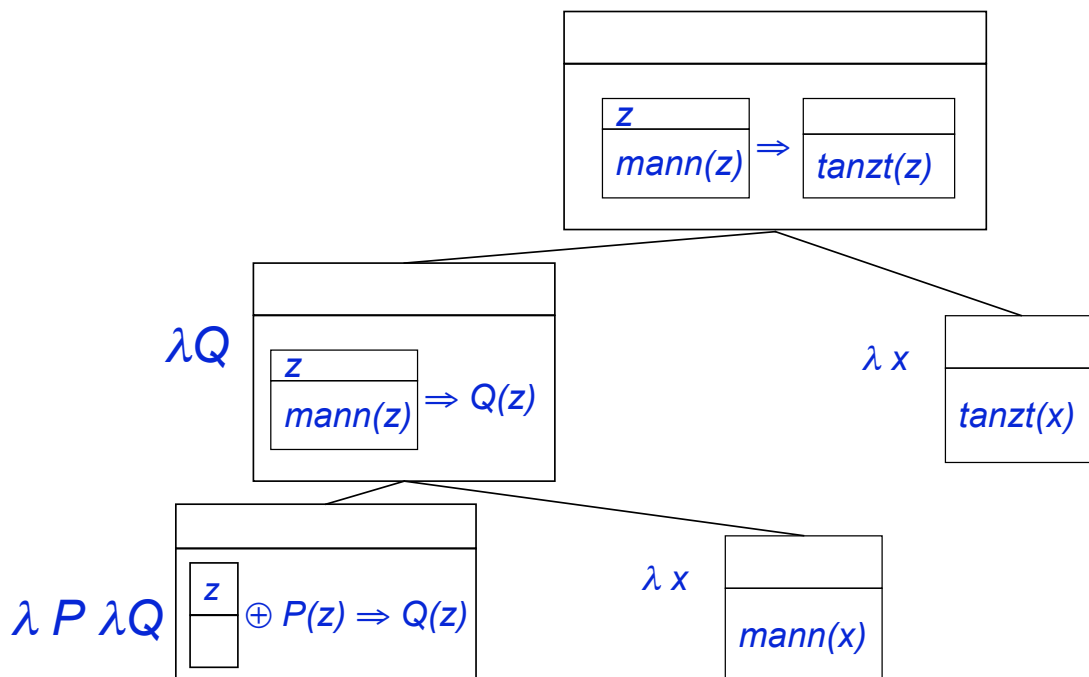 z
mann(z) ⇒ tanzt(z)
λQ
z
mann(z) ⇒ Q(z)
λ x
tanzt(x)
λ P λQ
z
⊕ P(z) ⇒ Q(z)
λ x
mann(x)